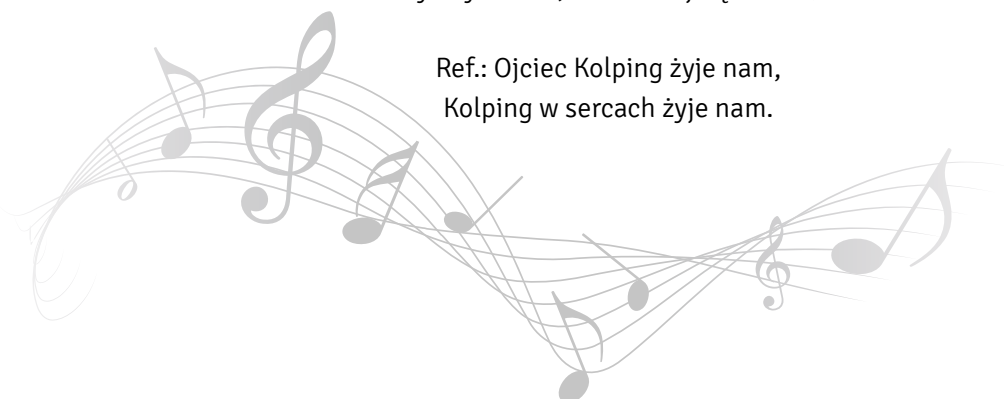 Ref.: Ojciec Kolping żyje nam,
Kolping w sercach żyje nam.